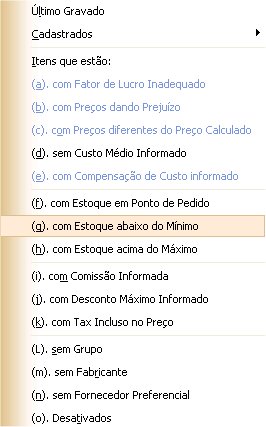 Último Gravado
Cadastrados
Itens que estão:
(a). com Fator de Lucro Inadequado
(b). com Preços dando Prejuízo
(c). com Preços diferentes do Preço Calculado
(d). sem Custo Médio Informado
(e). com Compensação de Custo informado
(f). com Estoque em Ponto de Pedido
(g). com Estoque abaixo do Mínimo
(h). com Estoque acima do Máximo
(i). com Comissão Informada
(j). com Desconto Máximo Informado
(k). com Tax Incluso no Preço
(L). sem Grupo
(m). sem Fabricante
(n). sem Fornecedor Preferencial
(o). Desativados